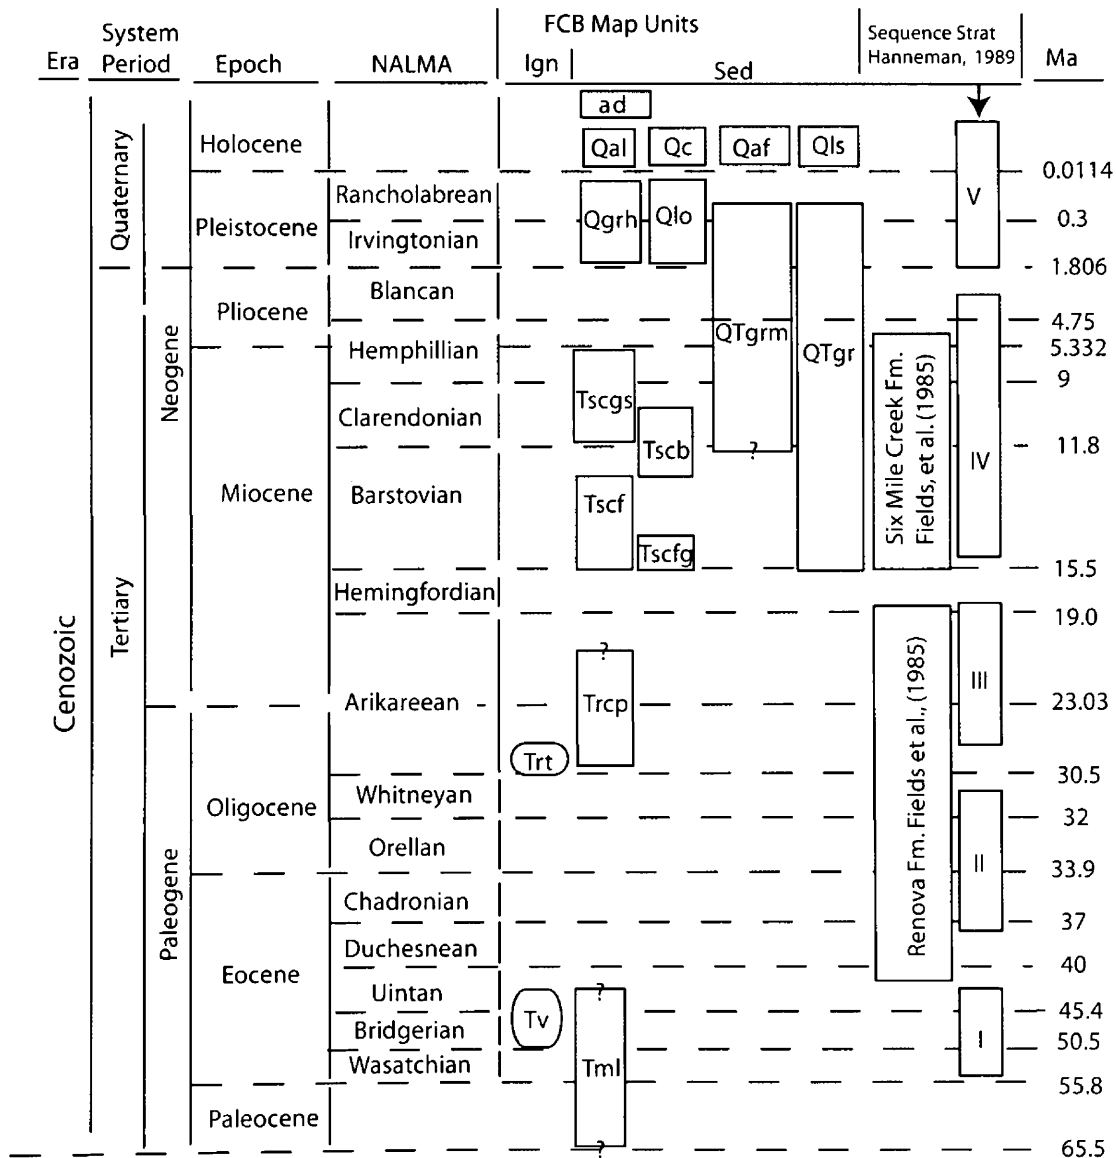 FCB Map Units
System
Sequence Strat
Era Period Epoch NALMA Ign Sed Hanneman, 1989 Ma
ad
Holocene Qal Qc Qaf Qls
0.0114
Quaternary
Rancholabrean Qgrh Qlo V
Pleistocene 0.3
Irvingtonian
1.806
Blancan
Pliocene 4.75
QTgrm QTgr
Hemphillian 5.332
9
Neogene
Tscgs
Clarendonian
? 11.8
Tscb
Six Mile Creek Fm.
Fields, et al. (1985)
IV
Miocene Barstovian Tscf
Tscfg
15.5
Hemingfordian
19.0
Cenozoic
Tertiary
?
III
Arikareean Trcp 23.03
Trt
30.5
Whitneyan
Oligocene 32
Renova Fm. Fields et al., (1985)
Orellan
II
33.9
Chadronian
37
Paleogene
Duchesnean
40
Eocene
Uintan ?
45.4
Tv
Bridgerian I
50.5
Wasatchian Tml
55.8
Paleocene
? 65.5